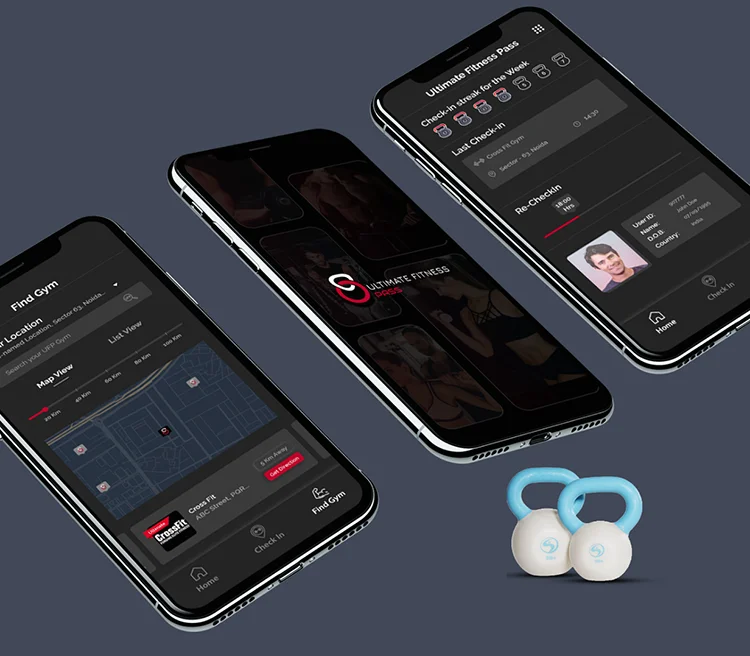 Find Gym
r Location
-named Location, Sector 63, Noida..
Search your UFP Gym
Map View
List View
20 Km
40 Km
60 Km
80 Km
100 Km
Ultimate
CrossFit
Cross Fit
ABC Street, PQR...
5 Km Away
Get Direction
Home
Check In
Find Gym
ULTIMATE FITNESS
PASS
Ultimate Fitness Pass
Check-in streak for the Week
5
6
7
Last Check-in
Cross Fit Gym
14:30
Sector - 63, Noida
Re-CheckIn
18:00
Hrs
User ID:
Name:
John Doe
D.O.B:
Country:
India
Home
Check In